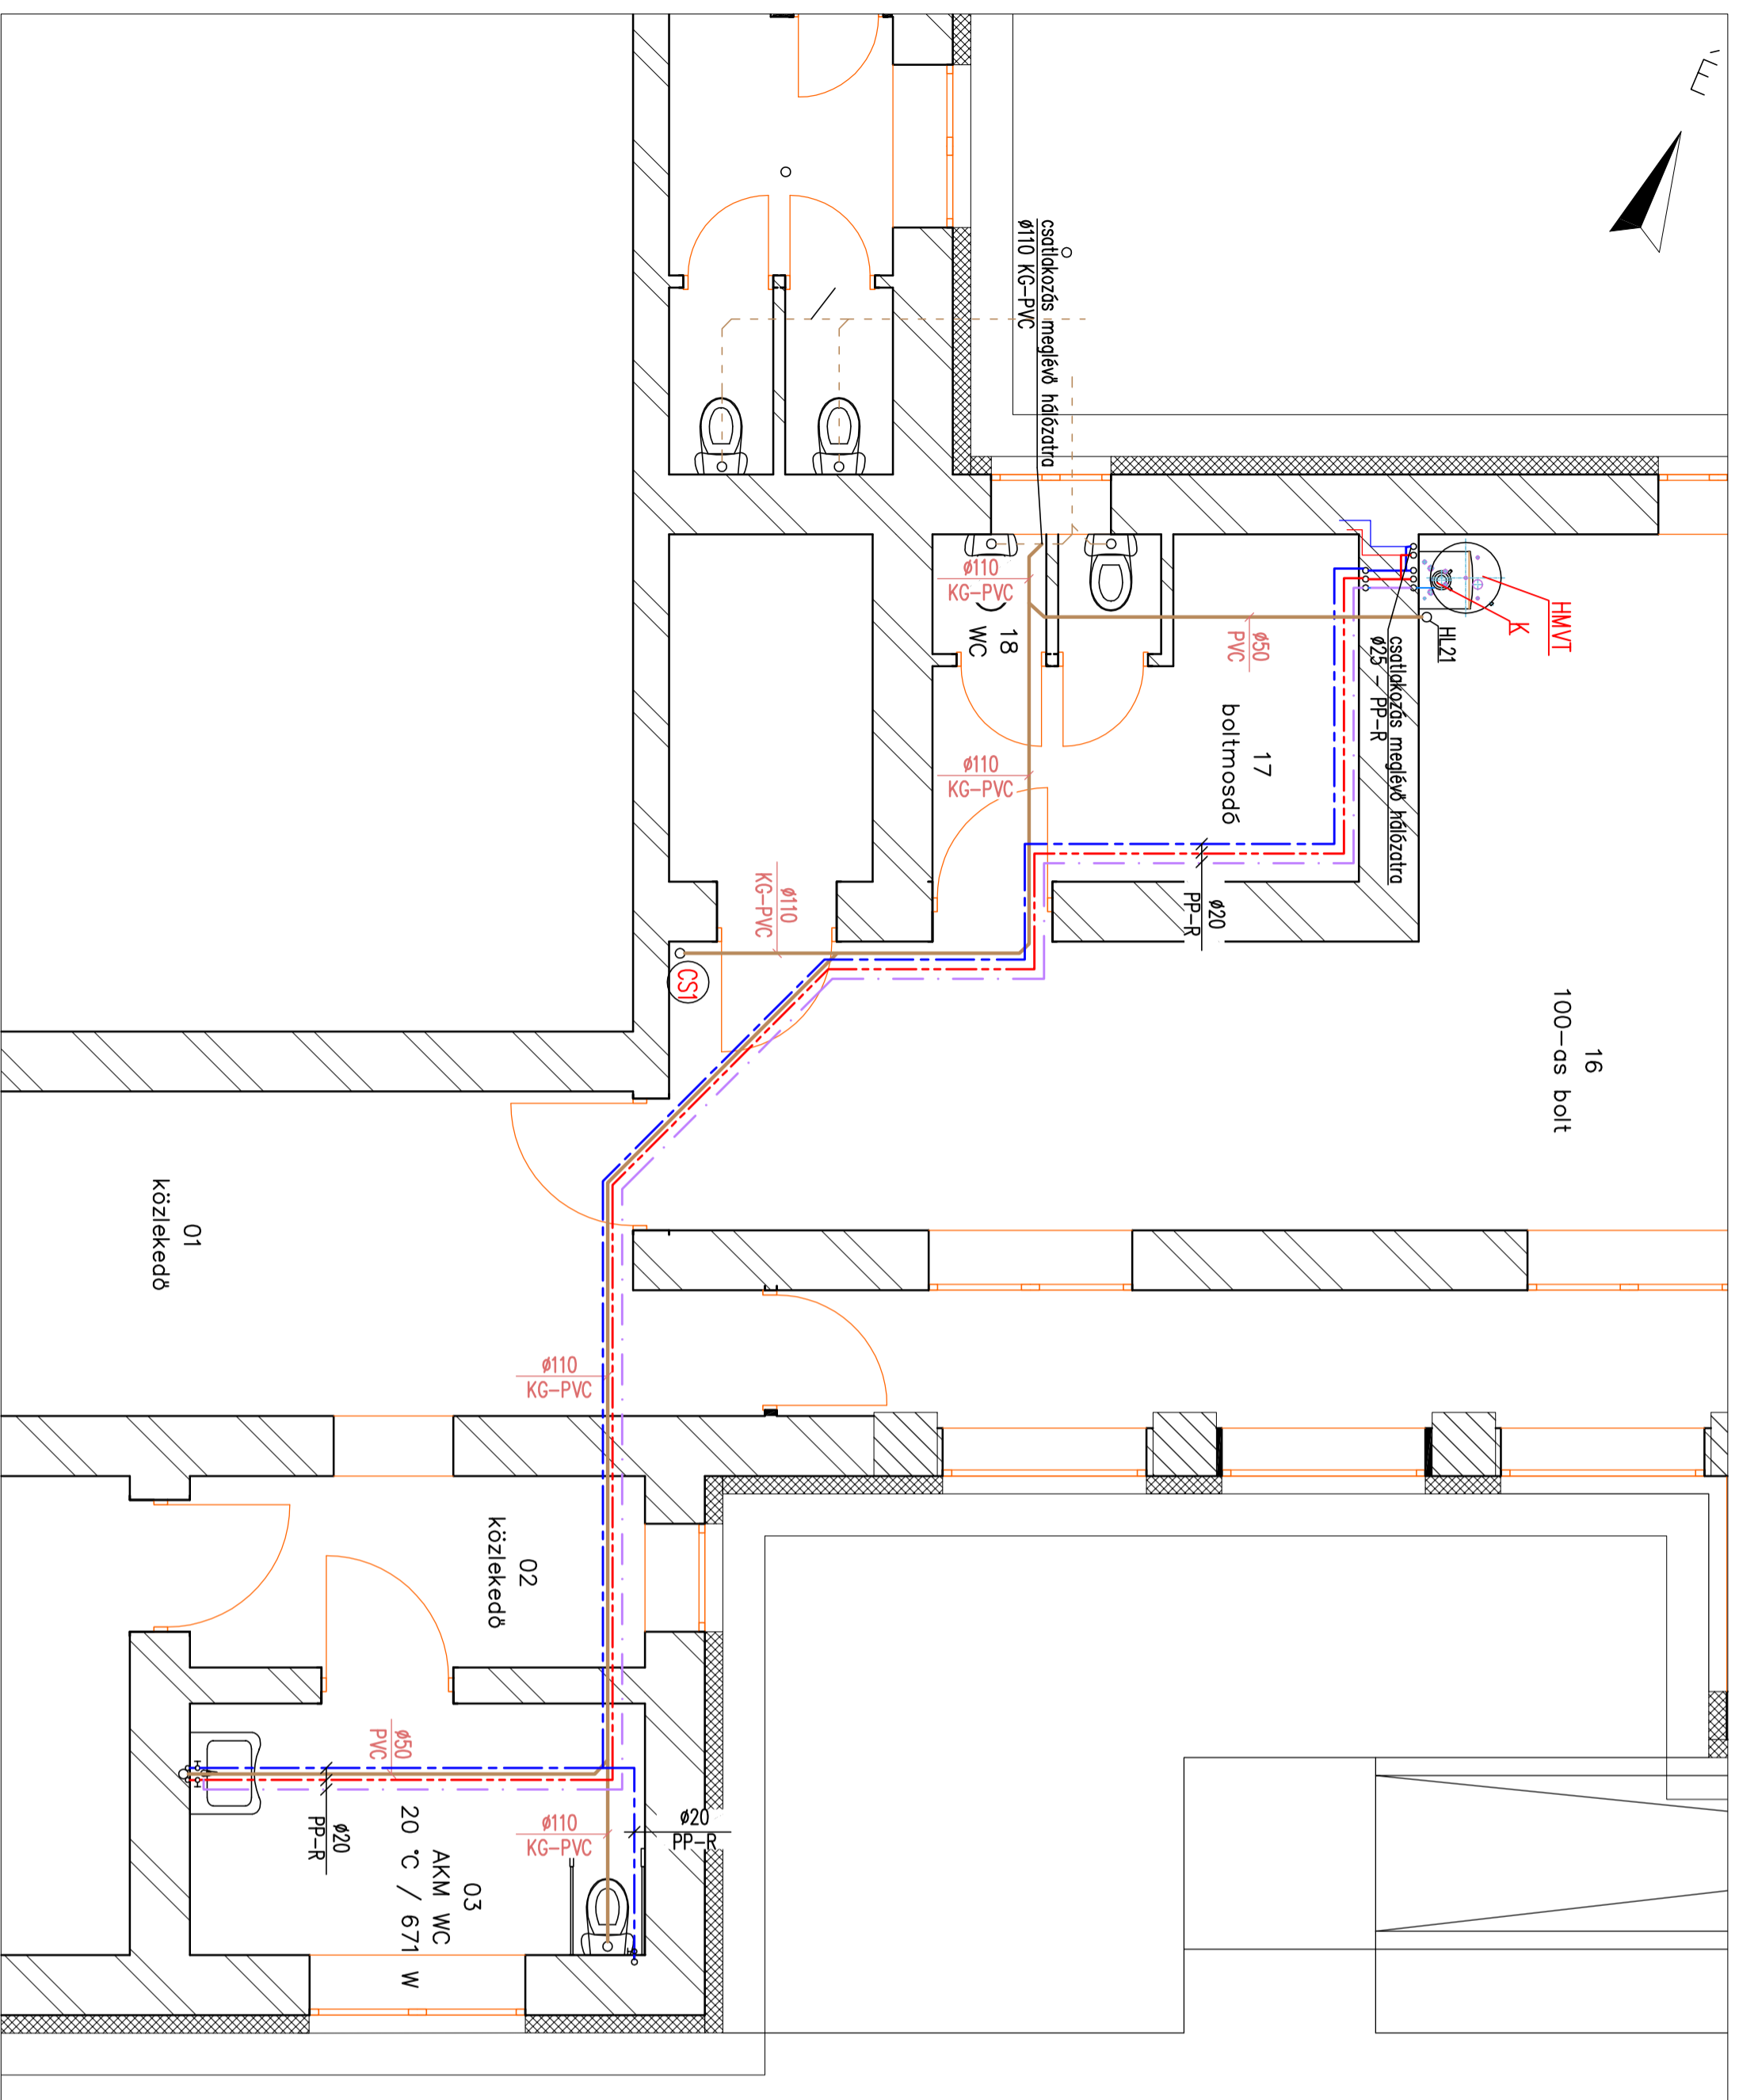 É
csatlakozás meglévő hálózatra
ø110 KG-PVC
HMVT
K
HL21
csatlakozás meglévő hálózatra
ø25 - PP-R
ø110
KG-PVC
18
WC
ø50
PVC
17
boltmosdó
ø110
KG-PVC
ø20
PP-R
ø110
KG-PVC
CS1
16
100-as bolt
01
közlekedő
ø110
KG-PVC
02
közlekedő
ø50
PVC
ø20
PP-R
ø110
KG-PVC
ø20
PP-R
03
AKM WC
20 °C / 671 W